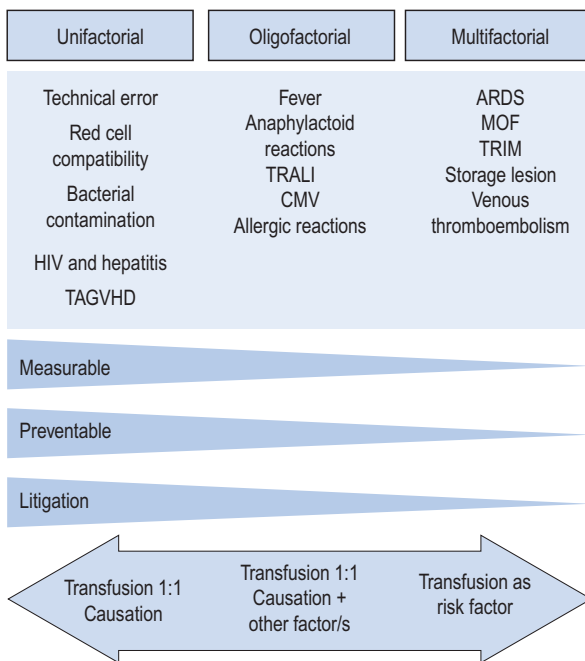 Unifactorial
Oligofactorial
Multifactorial
Technical error
Red cell
compatibility
Bacterial
contamination
HIV and hepatitis
TAGVHD
Fever
Anaphylactoid
reactions
TRALI
CMV
Allergic reactions
ARDS
MOF
TRIM
Storage lesion
Venous
thromboembolism
Measurable
Preventable
Litigation
Transfusion 1:1
Causation
Transfusion 1:1
Causation +
other factor/s
Transfusion as
risk factor